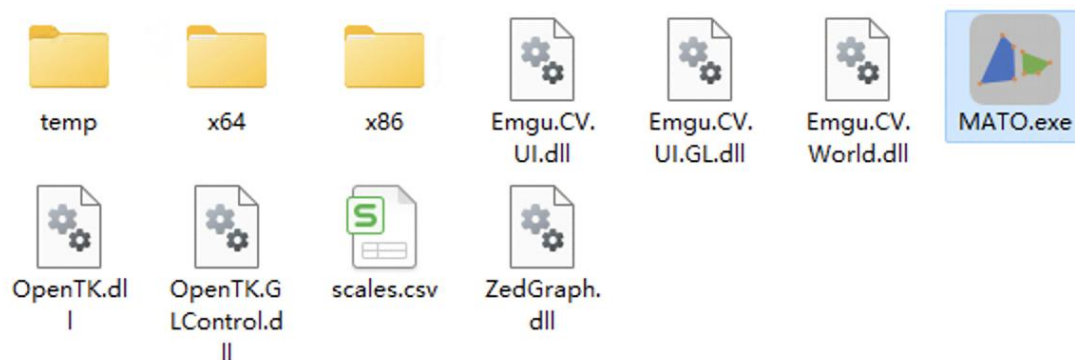 temp
x64
x86
Emgu.CV.
UI.dll
Emgu.CV.
UI.GL.dll
Emgu.CV.
World.dll
MATO.exe
OpenTK.dl
l
OpenTK.G
LControl.d
ll
S
scales.csv
ZedGraph.
dll